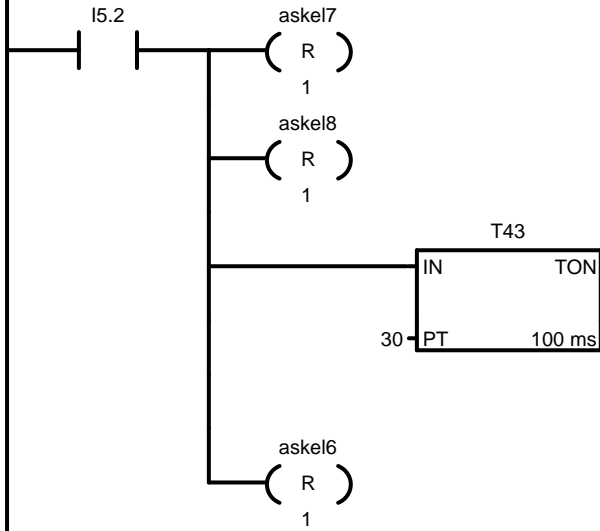 I5.2
askel7
R
1
askel8
R
1
T43
IN TON
30 PT 100 ms
askel6
R
1